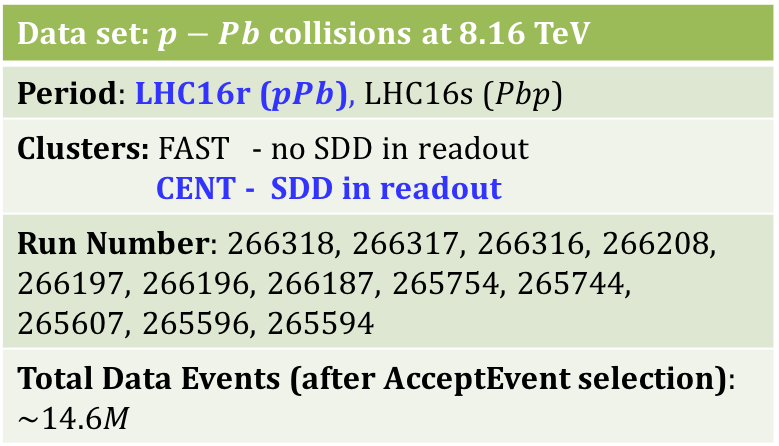 Data set: p − Pb collisions at 8.16 TeV
Period: LHC16r (pPb), LHC16s (Pbp)
Clusters: FAST - no SDD in readout
CENT - SDD in readout
Run Number: 266318, 266317, 266316, 266208,
266197, 266196, 266187, 265754, 265744,
265607, 265596, 265594
Total Data Events (after AcceptEvent selection):
~14.6M